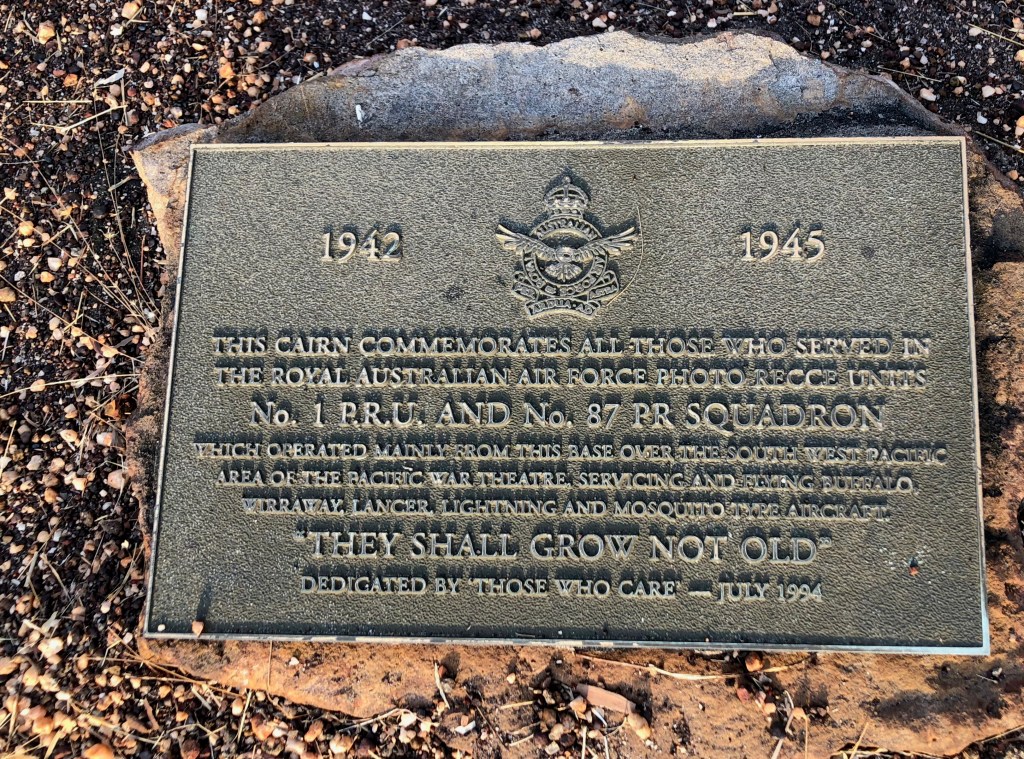 1942 1945
AUSTRALIAN
THIS CAIRN COMMEMORATES ALL THOSE WHO SERVED IN
THE ROYAL AUSTRALIAN AIR FORCE PHOTO RECCE UNITS
No. 1 P.R.U. AND No. 87 PR SQUADRON
WHICH OPERATED MAINLY FROM THIS BASE OVER THE SOUTH WEST PACIFIC
AREA OF THE PACIFIC WAR THEATRE, SERVICING AND FLYING BUFFALO,
WIRRAWAY, LANCER, LIGHTNING AND MOSQUITO TYPE AIRCRAFT.
"THEY SHALL GROW NOT OLD"
DEDICATED BY 'THOSE WHO CARE' — JULY 1994